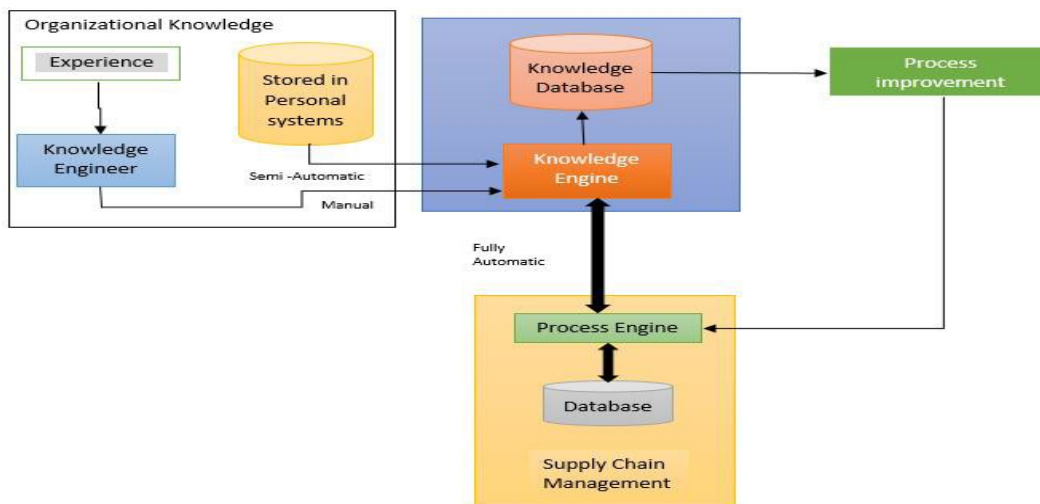 Organizational Knowledge
Experience
Stored in
Personal
systems
Knowledge
Engineer
Semi -Automatic
Manual
Knowledge
Database
Knowledge
Engine
Process
improvement
Fully
Automatic
Process Engine
Database
Supply Chain
Management